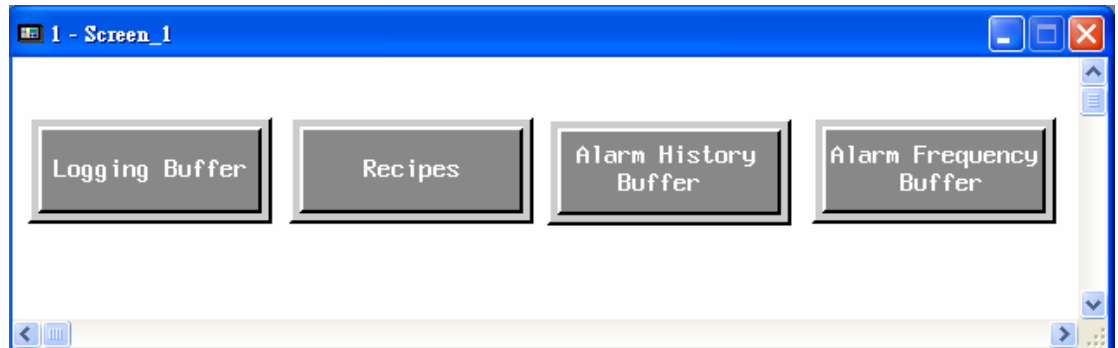 1 - Screen_1
Logging Buffer
Recipes
Alarm History
Buffer
Alarm Frequency
Buffer